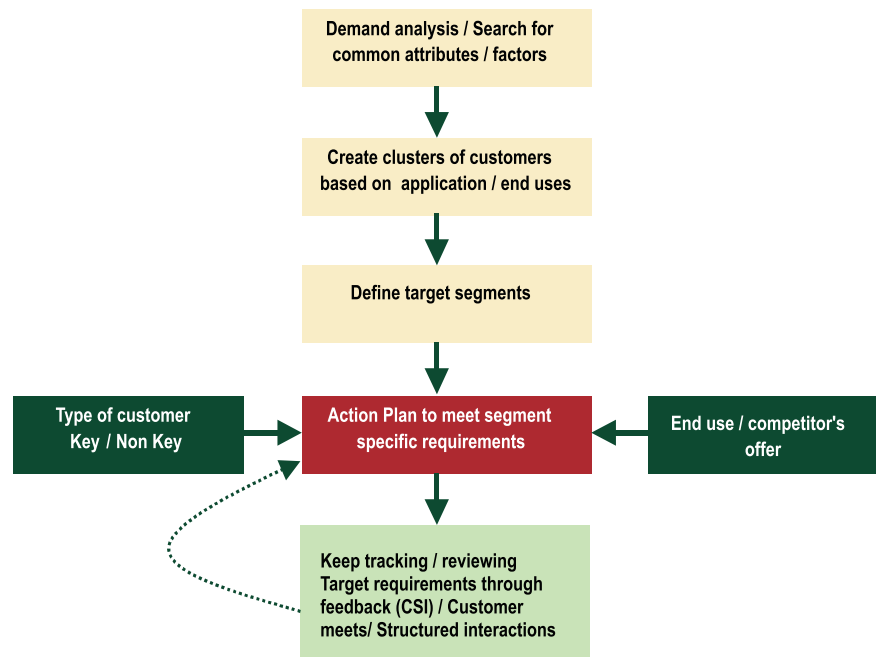 Demand analysis / Search for
common attributes / factors
Create clusters of customers
based on application / end uses
Define target segments
Type of customer
Key / Non Key
Action Plan to meet segment
specific requirements
End use / competitor's
offer
Keep tracking / reviewing
Target requirements through
feedback (CSI) / Customer
meets/ Structured interactions